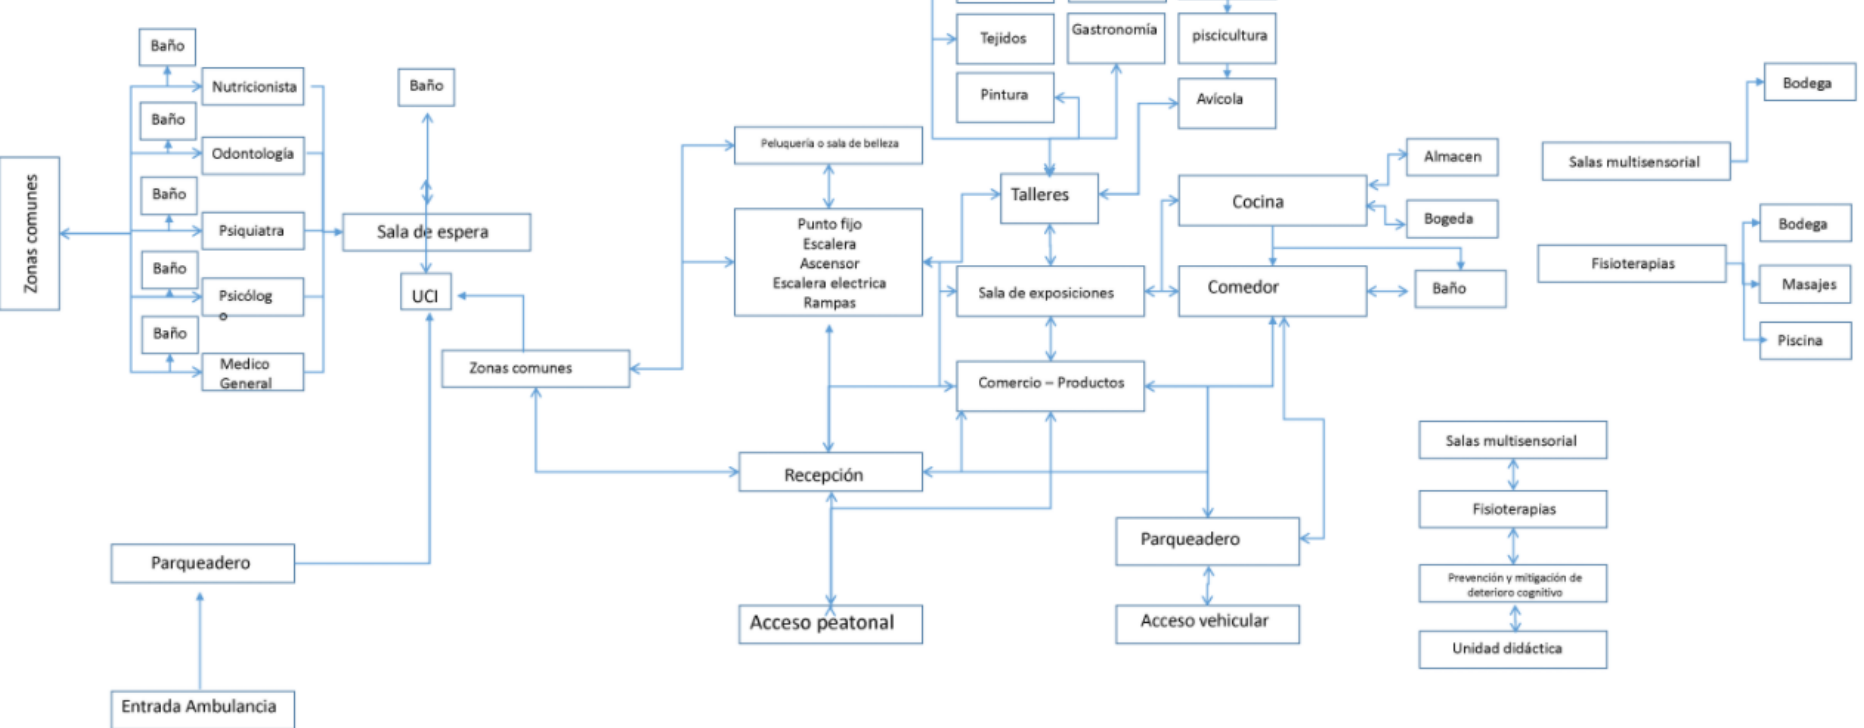 Zonas comunes
Baño
Nutricionista
Baño
Odontología
Baño
Psiquiatra
Baño
Psicólog
o
Baño
Medico
General
Baño
Sala de espera
UCI
Zonas comunes
Parqueadero
Entrada Ambulancia
Peluquería o sala de belleza
Punto fijo
Escalera
Ascensor
Escalera electrica
Rampas
Recepción
Acceso peatonal
Tejidos
Gastronomía
piscicultura
Pintura
Avícola
Talleres
Sala de exposiciones
Comercio – Productos
Cocina
Almacen
Bogeda
Comedor
Baño
Parqueadero
Acceso vehicular
Salas multisensorial
Bodega
Fisioterapias
Bodega
Masajes
Piscina
Salas multisensorial
Fisioterapias
Prevención y mitigación de
deterioro cognitivo
Unidad didáctica